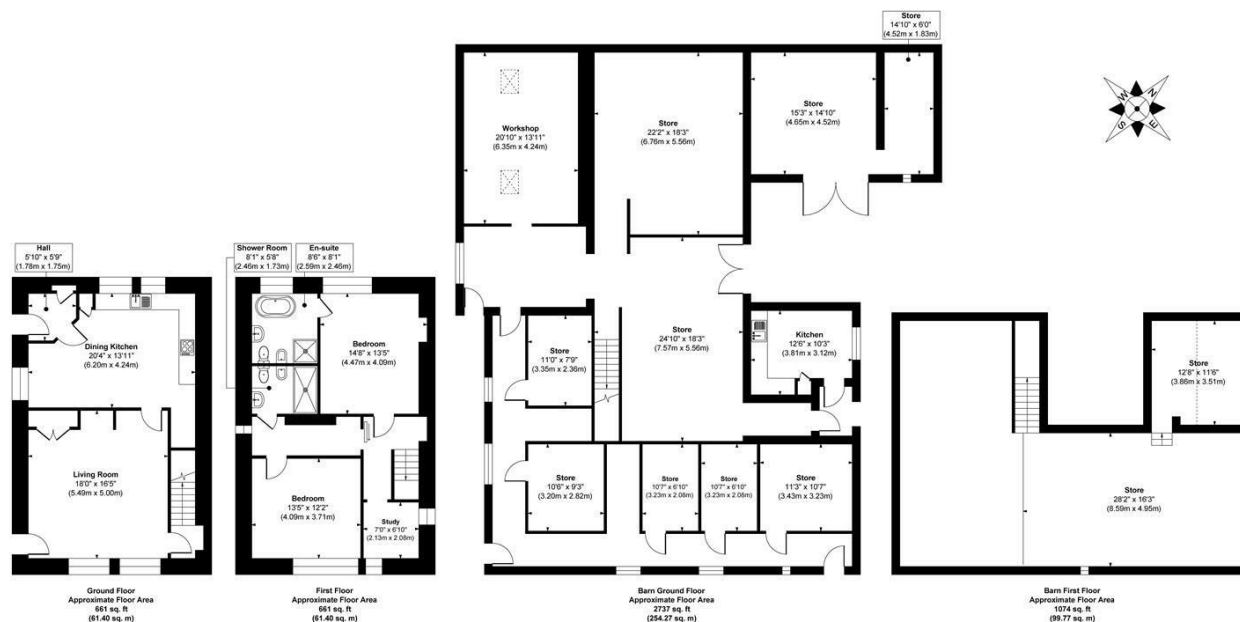 Store
14'10" x 6'0"
(4.52m x 1.83m)
W
N
S
E
Store
15'3" x 14'10"
(4.65m x 4.52m)
Workshop
20'10" x 13'11"
(6.35m x 4.24m)
Store
22'2" x 18'3"
(6.76m x 5.56m)
Hall
5'10" x 5'9"
(1.78m x 1.75m)
Shower Room
8'1" x 5'8"
(2.46m x 1.73m)
En-suite
8'6" x 8'1"
(2.59m x 2.46m)
Dining Kitchen
20'4" x 13'11"
(6.20m x 4.24m)
Bedroom
14'8" x 13'5"
(4.47m x 4.09m)
Store
11'0" x 7'9"
(3.35m x 2.36m)
Store
24'10" x 18'3"
(7.57m x 5.56m)
Kitchen
12'6" x 10'3"
(3.81m x 3.12m)
Store
12'8" x 11'6"
(3.86m x 3.51m)
Living Room
18'0" x 16'5"
(5.49m x 5.00m)
Bedroom
13'5" x 12'2"
(4.09m x 3.71m)
Study
7'0" x 6'10"
(2.13m x 2.08m)
Store
10'6" x 9'3"
(3.20m x 2.82m)
Store
10'7" x 6'10"
(3.23m x 2.08m)
Store
10'7" x 6'10"
(3.23m x 2.08m)
Store
11'3" x 10'7"
(3.43m x 3.23m)
Store
28'2" x 16'3"
(8.59m x 4.95m)
Ground Floor
Approximate Floor Area
661 sq. ft
(61.40 sq. m)
First Floor
Approximate Floor Area
661 sq. ft
(61.40 sq. m)
Barn Ground Floor
Approximate Floor Area
2737 sq. ft
(254.27 sq. m)
Barn First Floor
Approximate Floor Area
1074 sq. ft
(99.77 sq. m)